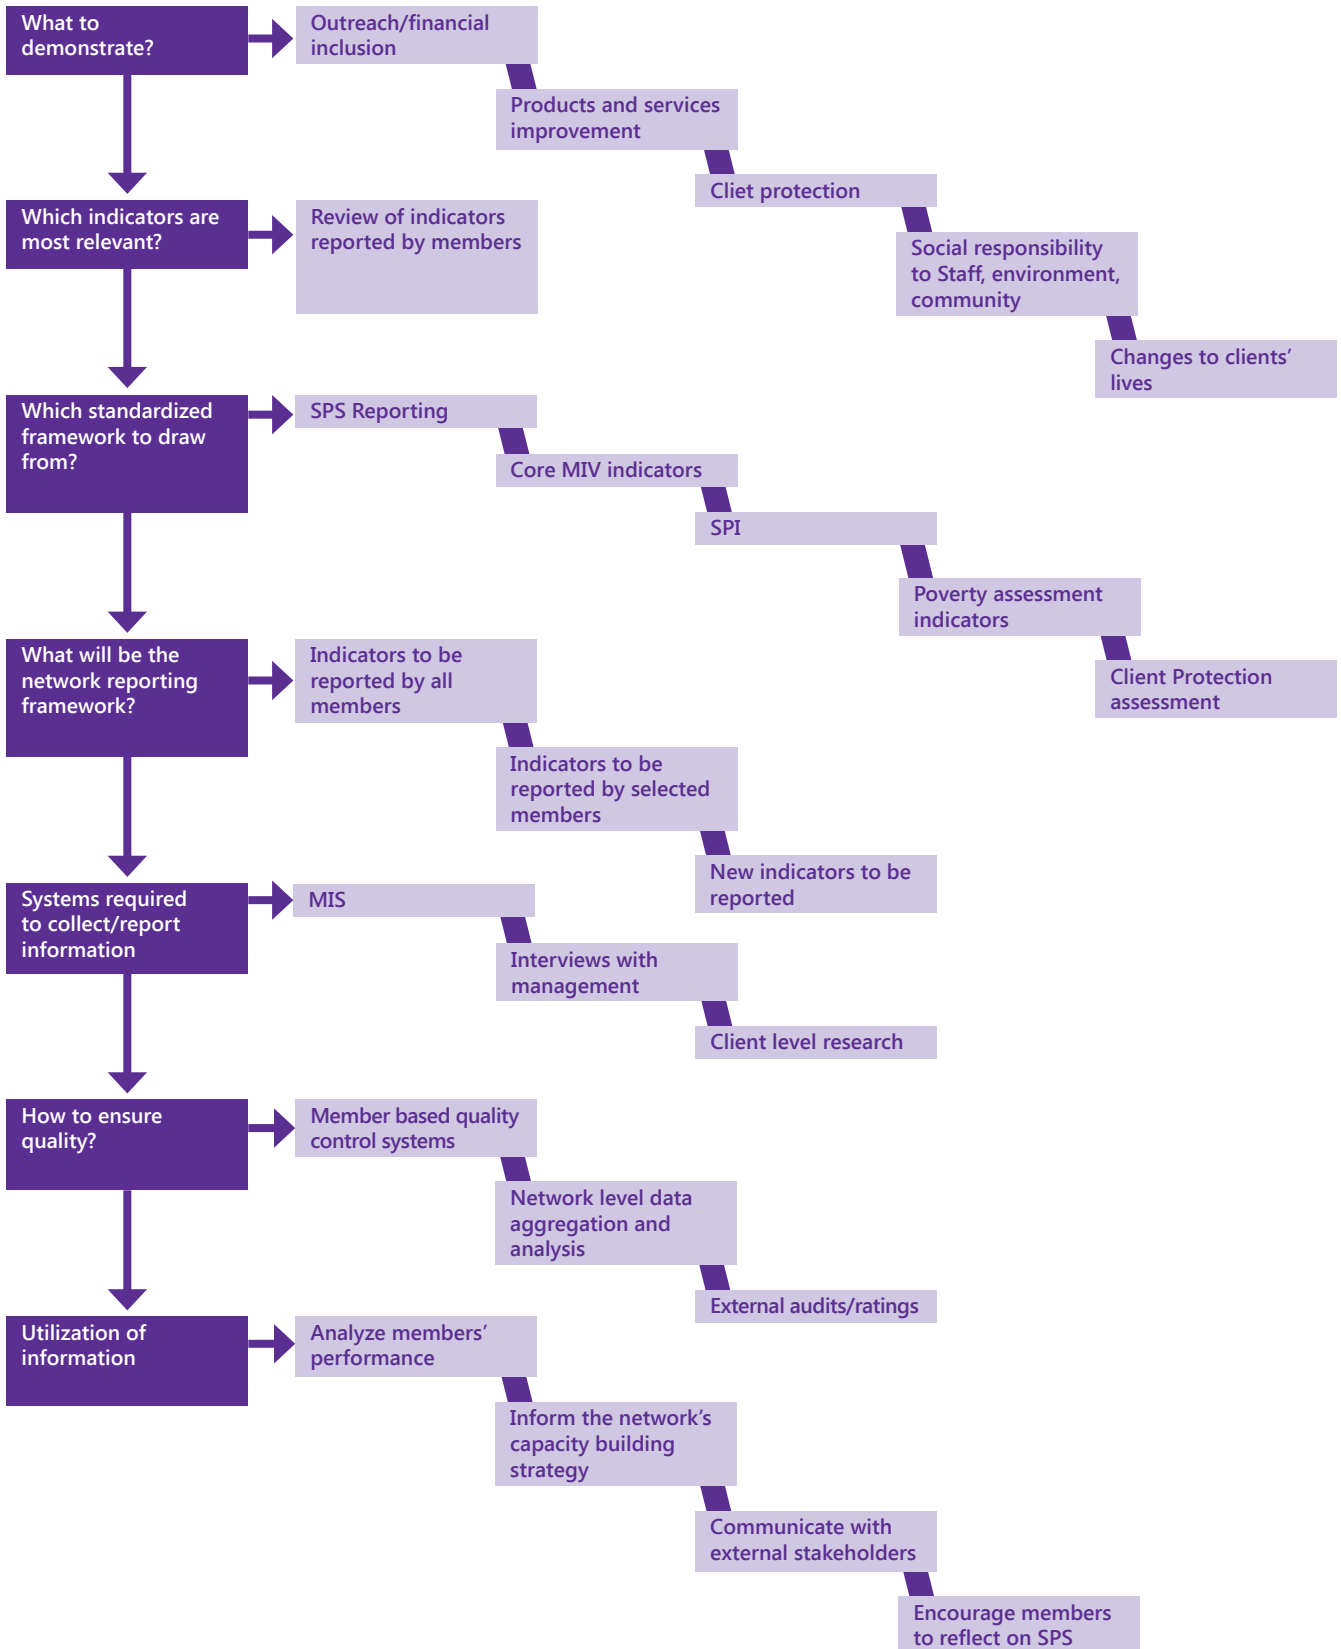 What to
demonstrate?
Outreach/financial
inclusion
Products and services
improvement
Cliet protection
Social responsibility
to Staff, environment,
community
Changes to clients’
lives
Which indicators are
most relevant?
Review of indicators
reported by members
Which standardized
framework to draw
from?
SPS Reporting
Core MIV indicators
SPI
Poverty assessment
indicators
Client Protection
assessment
What will be the
network reporting
framework?
Indicators to be
reported by all
members
Indicators to be
reported by selected
members
New indicators to be
reported
Systems required
to collect/report
information
MIS
Interviews with
management
Client level research
How to ensure
quality?
Member based quality
control systems
Network level data
aggregation and
analysis
External audits/ratings
Utilization of
information
Analyze members’
performance
Inform the network’s
capacity building
strategy
Communicate with
external stakeholders
Encourage members
to reflect on SPS